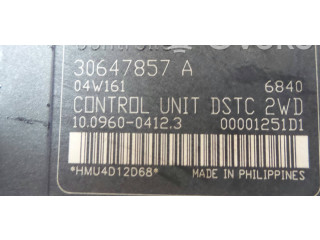 30647857 A
04W161 6840
CONTROL UNIT DSTC 2WD
10.0960-0412.3 00001251D1
*HMU4D12D68* MADE IN PHILIPPINES